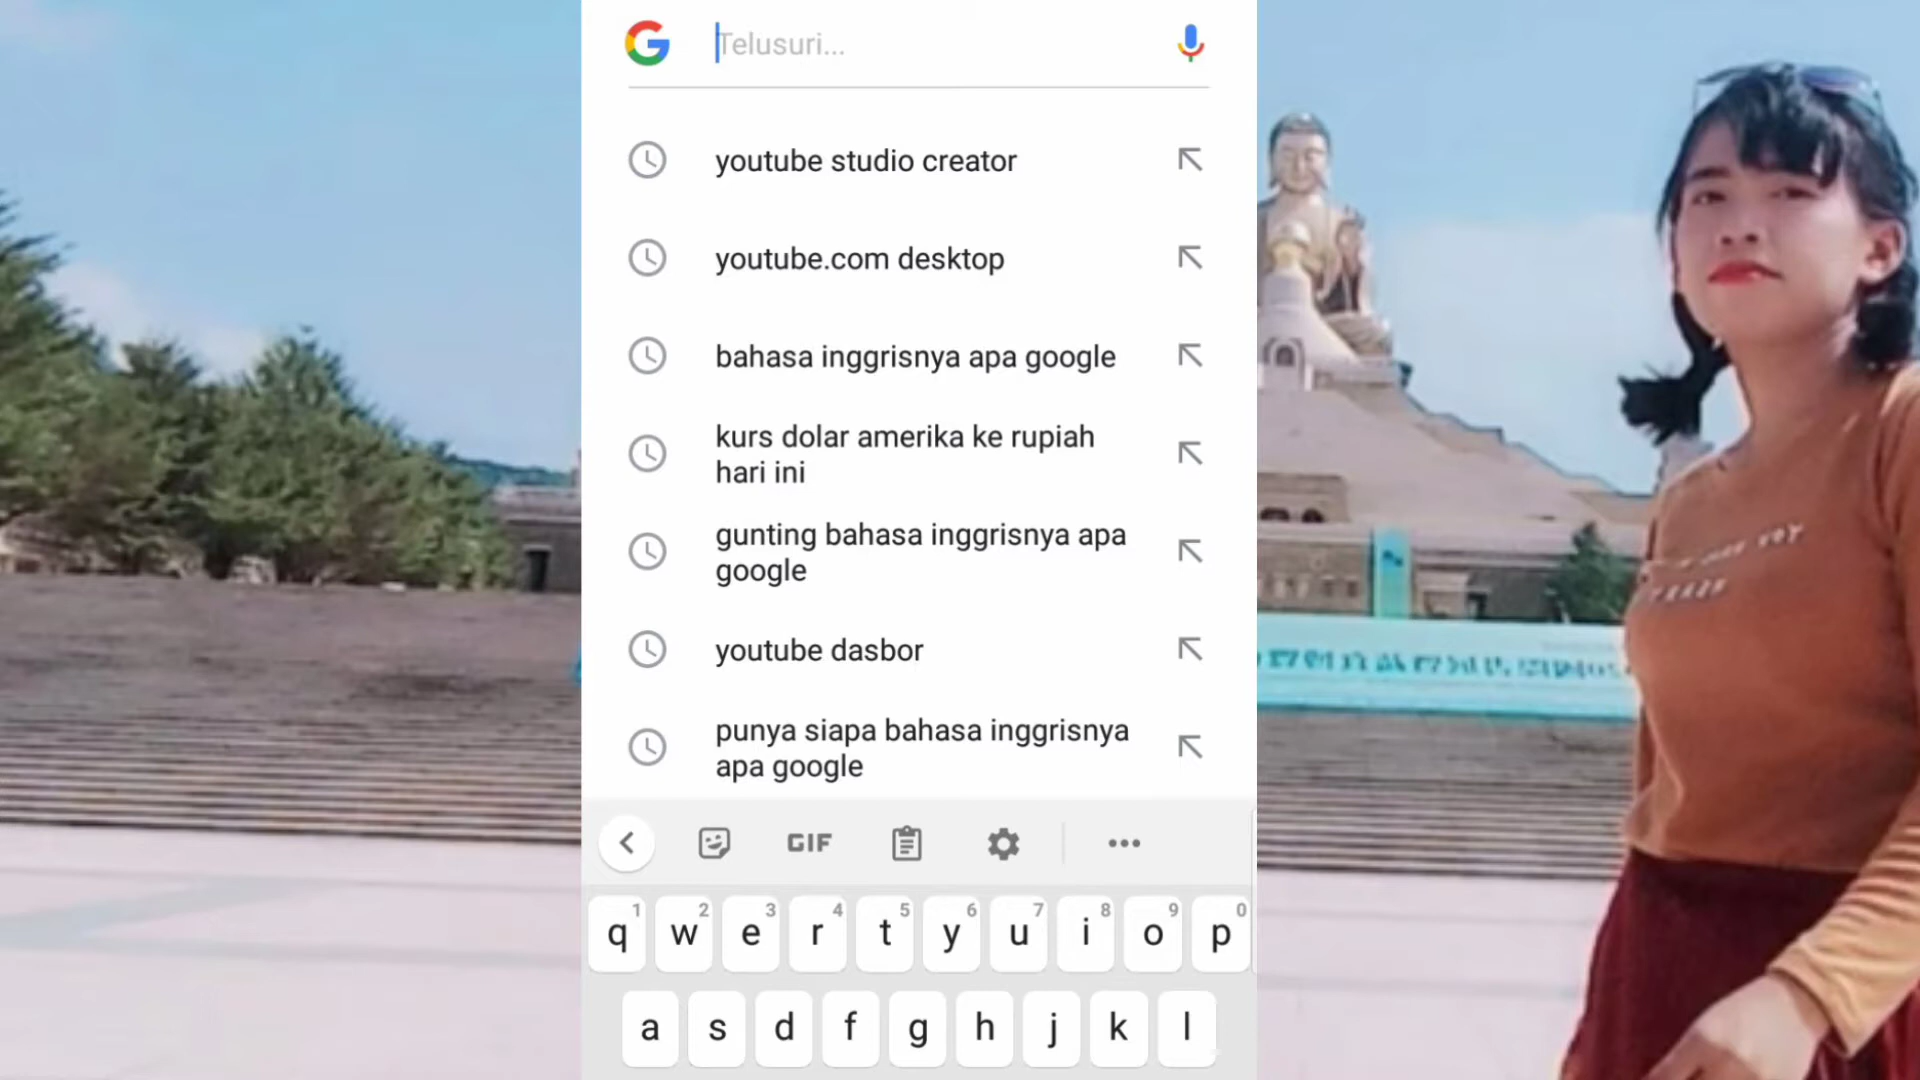 Telusuri...
youtube studio creator
youtube.com desktop
bahasa inggrisnya apa google
kurs dolar amerika ke rupiah
hari ini
gunting bahasa inggrisnya apa
google
youtube dasbor
punya siapa bahasa inggrisnya
apa google
GIF
1 2 3 4 5 6 7 8 9 0
q w e r t y u i o p
a s d f g h j k l